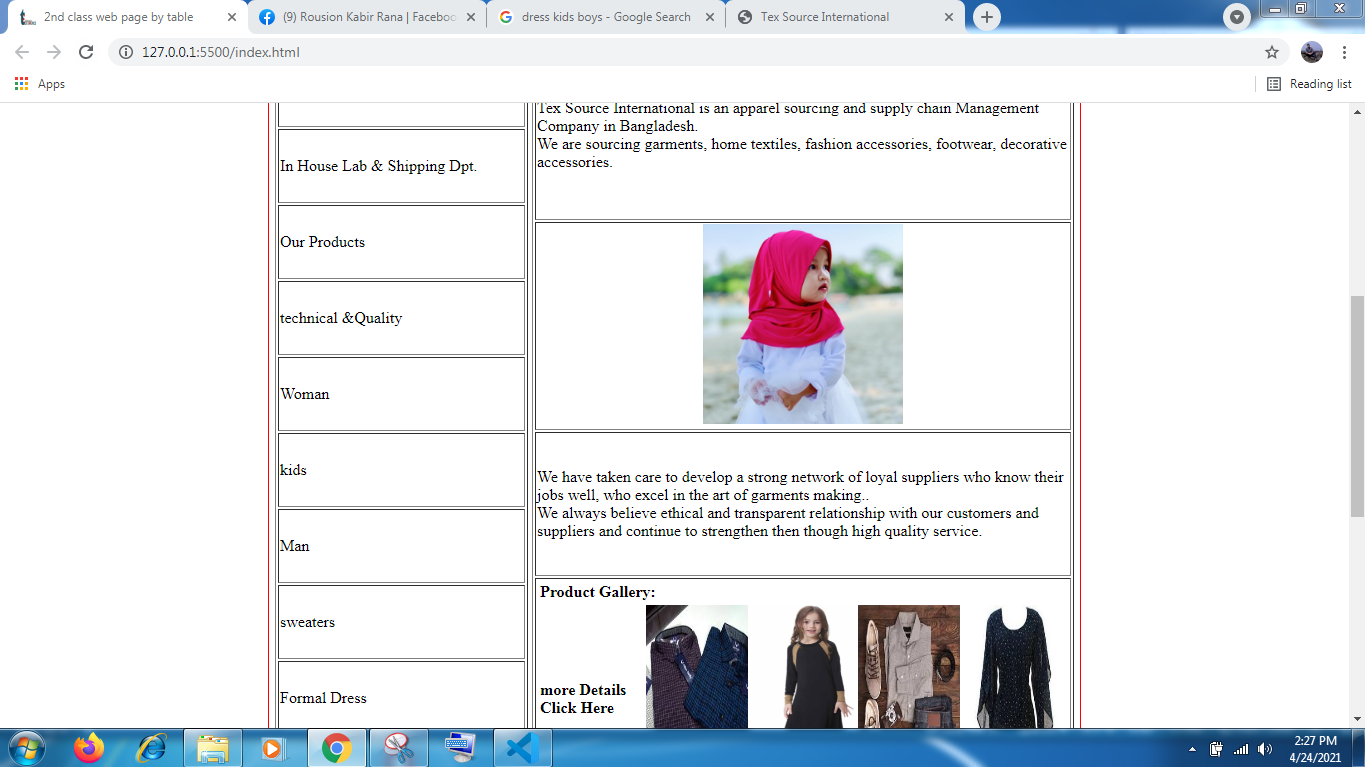 2nd class web page by table
(9) Rousion Kabir Rana | Faceboo
dress kids boys - Google Search
Tex Source International
127.0.0.1:5500/index.html
Apps
Reading list
Tex Source International is an apparel sourcing and supply chain Management
Company in Bangladesh.
We are sourcing garments, home textiles, fashion accessories, footwear, decorative
accessories.
In House Lab & Shipping Dpt.
Our Products
technical &Quality
Woman
kids
Man
sweaters
Formal Dress
We have taken care to develop a strong network of loyal suppliers who know their
jobs well, who excel in the art of garments making..
We always believe ethical and transparent relationship with our customers and
suppliers and continue to strengthen then though high quality service.
Product Gallery:
more Details
Click Here
2:27 PM
4/24/2021